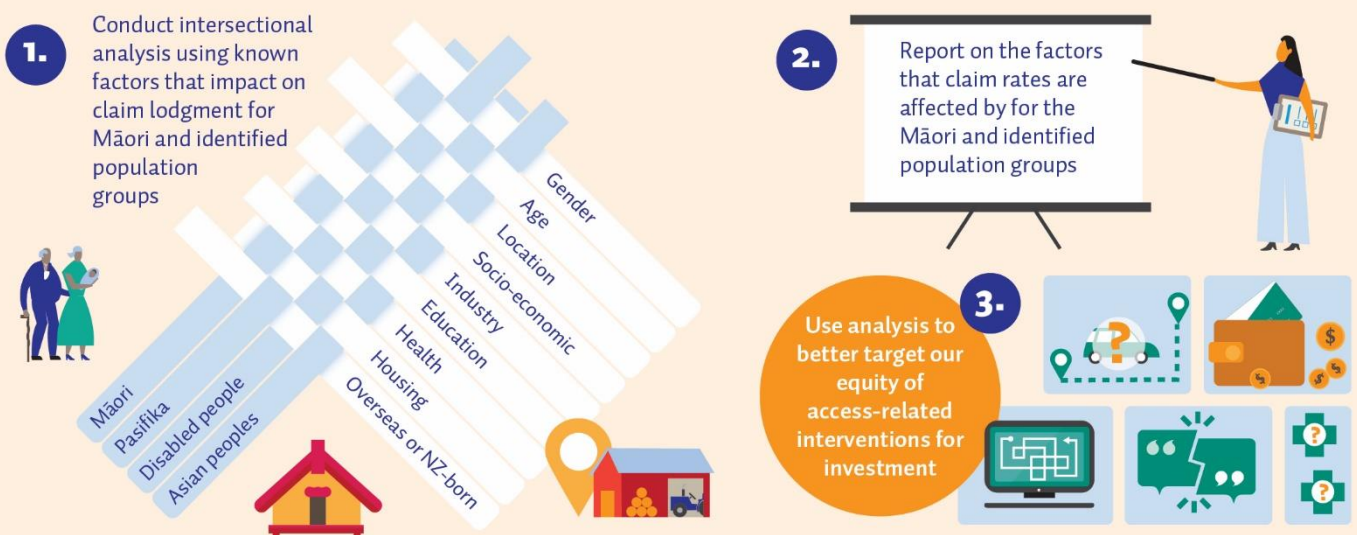 1.
Conduct intersectional
analysis using known
factors that impact on
claim lodgment for
Māori and identified
population
groups
Gender
Age
Location
Socio-economic
Industry
Education
Health
Housing
Overseas or NZ-born
Māori
Pasifika
Disabled people
Asian peoples
2.
Report on the factors
that claim rates are
affected by for the
Māori and identified
population groups
3.
Use analysis to
better target our
equity of
access-related
interventions for
investment
?
$
$
$
$
“
”
?
?